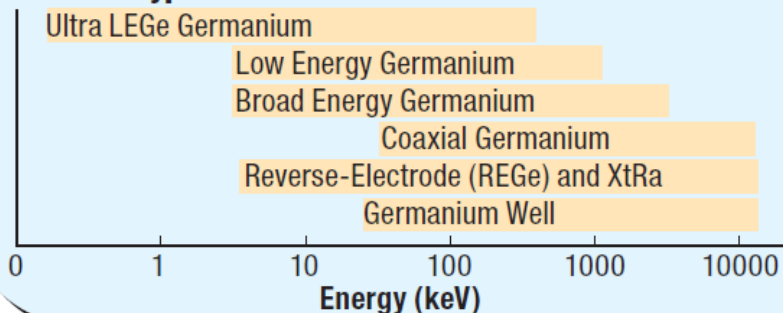 Ultra LEGe Germanium
Low Energy Germanium
Broad Energy Germanium
Coaxial Germanium
Reverse-Electrode (REGe) and XtRa
Germanium Well
0 1 10 100 1000 10000
Energy (keV)